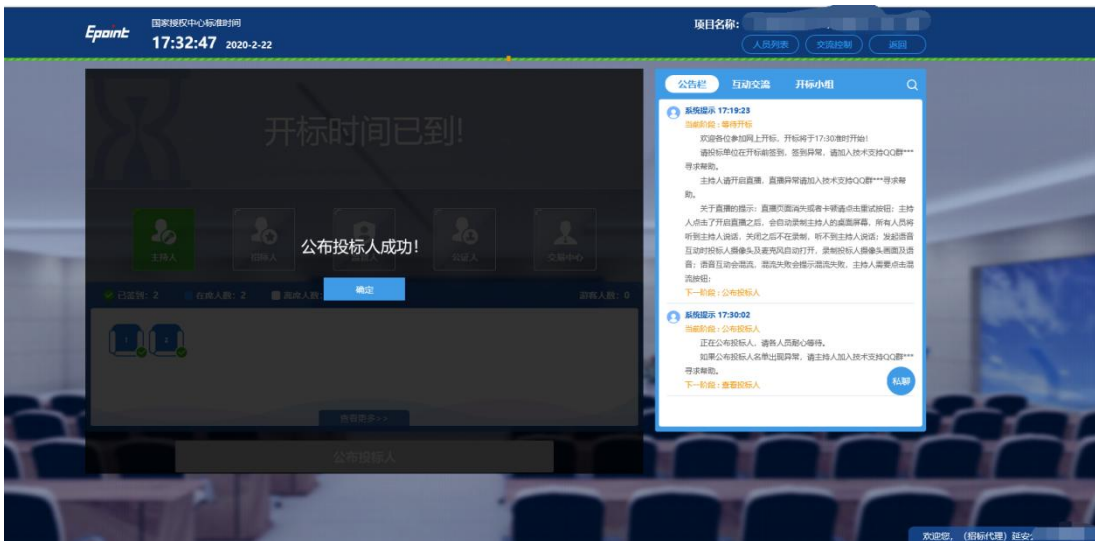 Epoint
国家授权中心标准时间
17:32:47 2020-2-22
项目名称:
人员列表 交流控制 返回
开标时间已到!
主持人 招标人 公证人 交易中心
公布投标人成功!
确定
已签到: 2 在席人数: 2 离席人数: 游客人数: 0
1 2
查看更多>>
公布投标人
公告栏 互动交流 开标小组
系统提示 17:19:23
当前阶段 : 等待开标
欢迎各位参加网上开标,开标将于17:30准时开始!
请投标单位在开标前签到,签到异常,请加入技术支持QQ群***
寻求帮助。
主持人请开启直播,直播异常请加入技术支持QQ群***寻求帮
助。
关于直播的提示:直播页面消失或者卡顿请点击重试按钮;主持
人点击了开启直播之后,会自动录制主持人的桌面屏幕,所有人员将
听到主持人说话,关闭之后不在录制,听不到主持人说话;发起语音
互动时投标人摄像头及麦克风自动打开,录制投标人摄像头画面及语
音;语音互动会混流,混流失败会提示混流失败,主持人需要点击混
流按钮;
下一阶段 : 公布投标人
系统提示 17:30:02
当前阶段 : 公布投标人
正在公布投标人,请各人员耐心等待。
如果公布投标人名单出现异常,请主持人加入技术支持QQ群***
寻求帮助。
下一阶段 : 查看投标人
私聊
欢迎您,(招标代理)延安